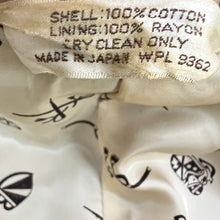 SHELL:100% COTTON
LINING:100% RAYON
DRY CLEAN ONLY
MADE IN JAPAN WPL 9362